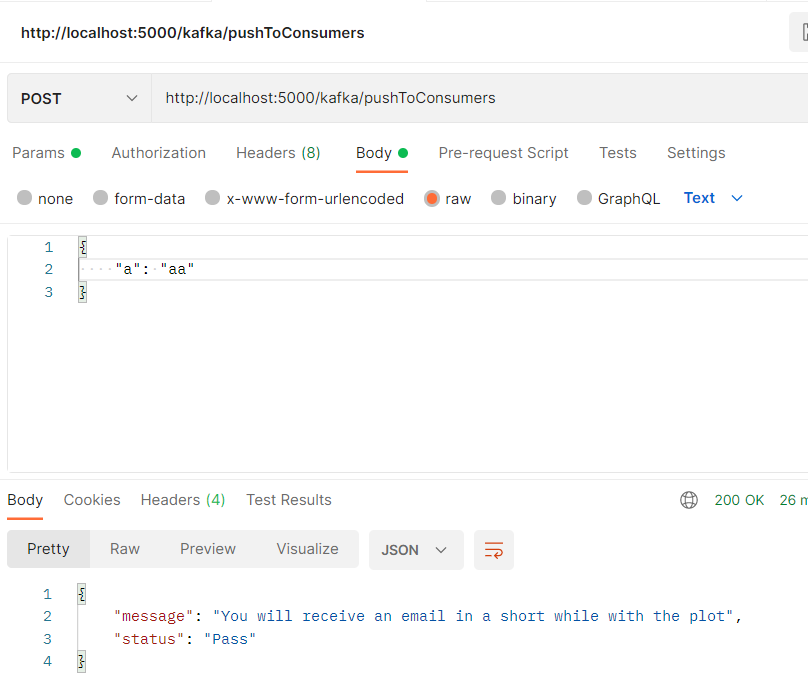 http://localhost:5000/kafka/pushToConsumers
POST http://localhost:5000/kafka/pushToConsumers
Params Authorization Headers (8) Body Pre-request Script Tests Settings
none form-data x-www-form-urlencoded raw binary GraphQL Text
1 {
2 ····"a":·"aa"
3 }
Body Cookies Headers (4) Test Results 200 OK 26 m
Pretty Raw Preview Visualize JSON
1 {
2 "message": "You will receive an email in a short while with the plot",
3 "status": "Pass"
4 }